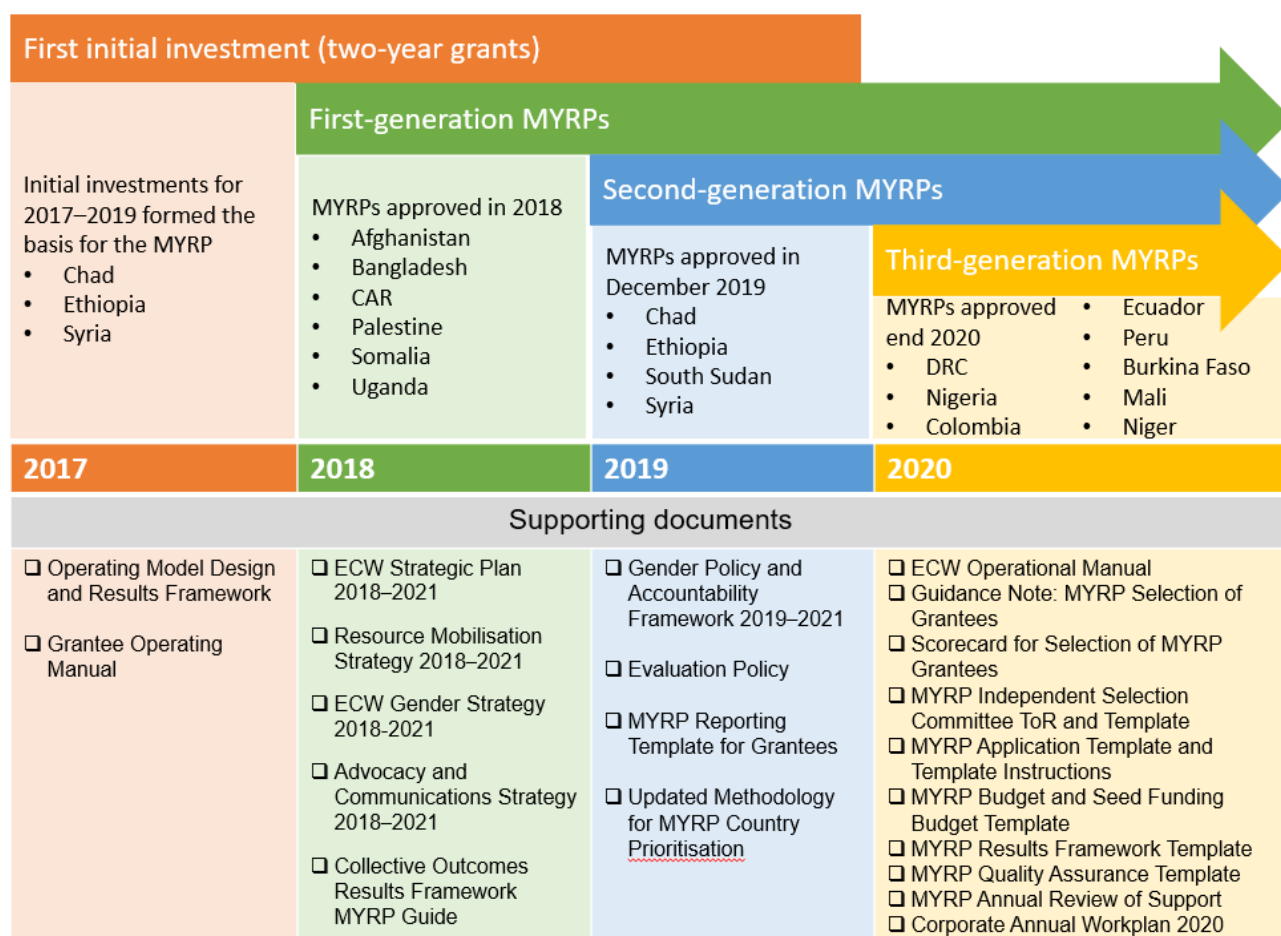 First initial investment (two-year grants)
First-generation MYRPs
Second-generation MYRPs
Third-generation MYRPs
Initial investments for
2017–2019 formed the
basis for the MYRP
• Chad
• Ethiopia
• Syria
MYRPs approved in 2018
• Afghanistan
• Bangladesh
• CAR
• Palestine
• Somalia
• Uganda
MYRPs approved in
December 2019
• Chad
• Ethiopia
• South Sudan
• Syria
MYRPs approved
end 2020
• DRC
• Nigeria
• Colombia
• Ecuador
• Peru
• Burkina Faso
• Mali
• Niger
2017
2018
2019
2020
Supporting documents
❑ Operating Model Design
and Results Framework
❑ Grantee Operating
Manual
❑ ECW Strategic Plan
2018–2021
❑ Resource Mobilisation
Strategy 2018–2021
❑ ECW Gender Strategy
2018-2021
❑ Advocacy and
Communications Strategy
2018–2021
❑ Collective Outcomes
Results Framework
MYRP Guide
❑ Gender Policy and
Accountability
Framework 2019–2021
❑ Evaluation Policy
❑ MYRP Reporting
Template for Grantees
❑ Updated Methodology
for MYRP Country
Prioritisation
❑ ECW Operational Manual
❑ Guidance Note: MYRP Selection of
Grantees
❑ Scorecard for Selection of MYRP
Grantees
❑ MYRP Independent Selection
Committee ToR and Template
❑ MYRP Application Template and
Template Instructions
❑ MYRP Budget and Seed Funding
Budget Template
❑ MYRP Results Framework Template
❑ MYRP Quality Assurance Template
❑ MYRP Annual Review of Support
❑ Corporate Annual Workplan 2020